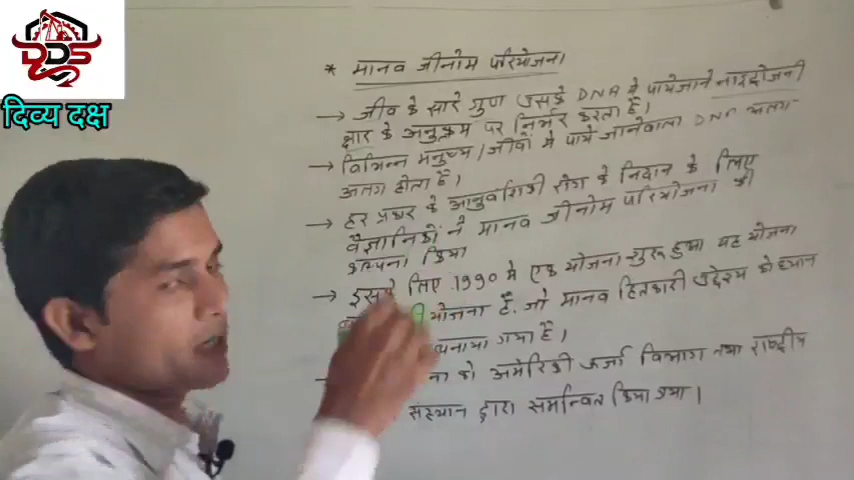 DDS
दिव्य दक्ष
* मानव जीनोम परियोजना
→ जीव के सारे गुण उसके DNA मे पायेजाने नाइट्रोजनी
क्षार के अनुक्रम पर निर्भर करता है।
→ विभिन्न मनुष्य / जीवों मे पाये जानेवाला DNA अलग-
अलग होता है।
→ हर प्रकार के आनुवांशिकी रोग के निदान के लिए
वैज्ञानिकों ने मानव जीनोम परियोजना की
कल्पना किया
→ इसके लिए 1990 मे एक योजना शुरू हुआ यह योजना
योजना है, जो मानव हितकारी उद्देश्य को ध्यान
बनाया गया है।
को अमेरिकी ऊर्जा विभाग तथा राष्ट्रीय
संस्थान द्वारा समन्वित किया गया।